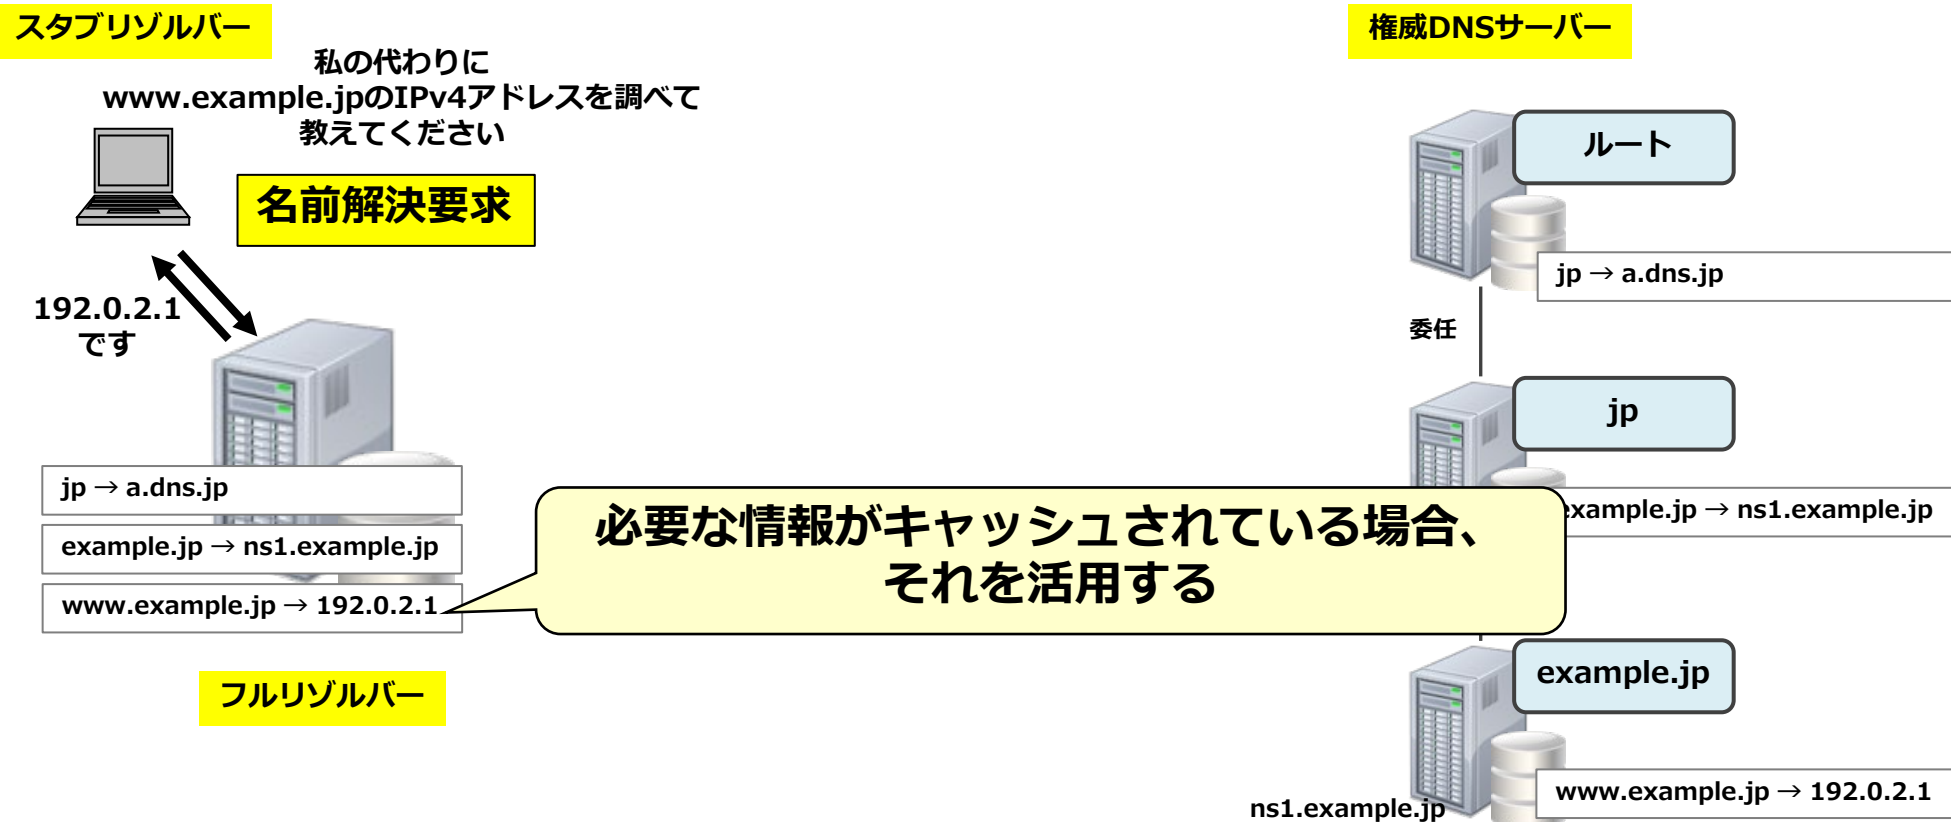 スタブリゾルバー
権威DNSサーバー
私の代わりに
www.example.jpのIPv4アドレスを調べて
教えてください
名前解決要求
192.0.2.1
です
ルート
jp → a.dns.jp
委任
jp
example.jp → ns1.example.jp
jp → a.dns.jp
example.jp → ns1.example.jp
www.example.jp → 192.0.2.1
必要な情報がキャッシュされている場合、
それを活用する
フルリゾルバー
example.jp
www.example.jp → 192.0.2.1
ns1.example.jp